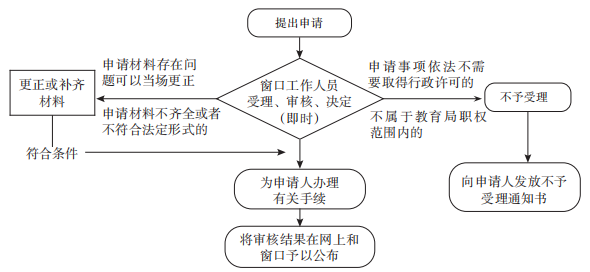 提出申请
申请材料存在问
题可以当场更正
窗口工作人员
受理、审核、决定
(即时)
申请事项依法不需
要取得行政许可的
更正或补齐
材料
不予受理
申请材料不齐全或者
不符合法定形式的
不属于教育局职权
范围内的
符合条件
为申请人办理
有关手续
向申请人发放不予
受理通知书
将审核结果在网上和
窗口予以公布